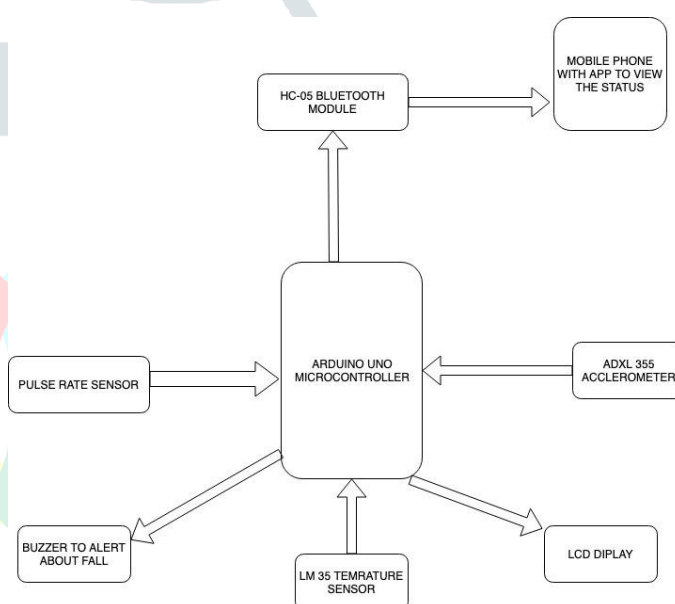 MOBILE PHONE
WITH APP TO VIEW
THE STATUS
HC-05 BLUETOOTH
MODULE
ARDUINO UNO
MICROCONTROLLER
PULSE RATE SENSOR
ADXL 355
ACCLEROMETER
BUZZER TO ALERT
ABOUT FALL
LM 35 TEMRATURE
SENSOR
LCD DIPLAY